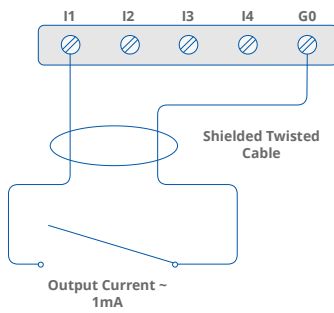 I1 I2 I3 I4 G0
Shielded Twisted
Cable
Output Current ~
1mA